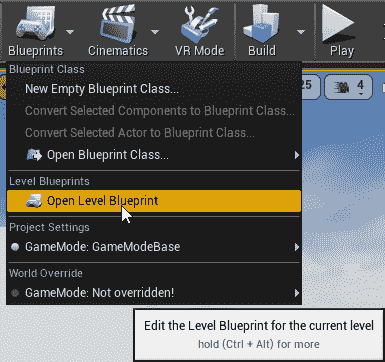 Blueprints Cinematics VR Mode Build Play
Blueprint Class
New Empty Blueprint Class...
Convert Selected Components to Blueprint Class...
Convert Selected Actor to Blueprint Class...
Open Blueprint Class...
25 4
Level Blueprints
Open Level Blueprint
Project Settings
GameMode: GameModeBase
World Override
GameMode: Not overridden!
Edit the Level Blueprint for the current level
hold (Ctrl + Alt) for more